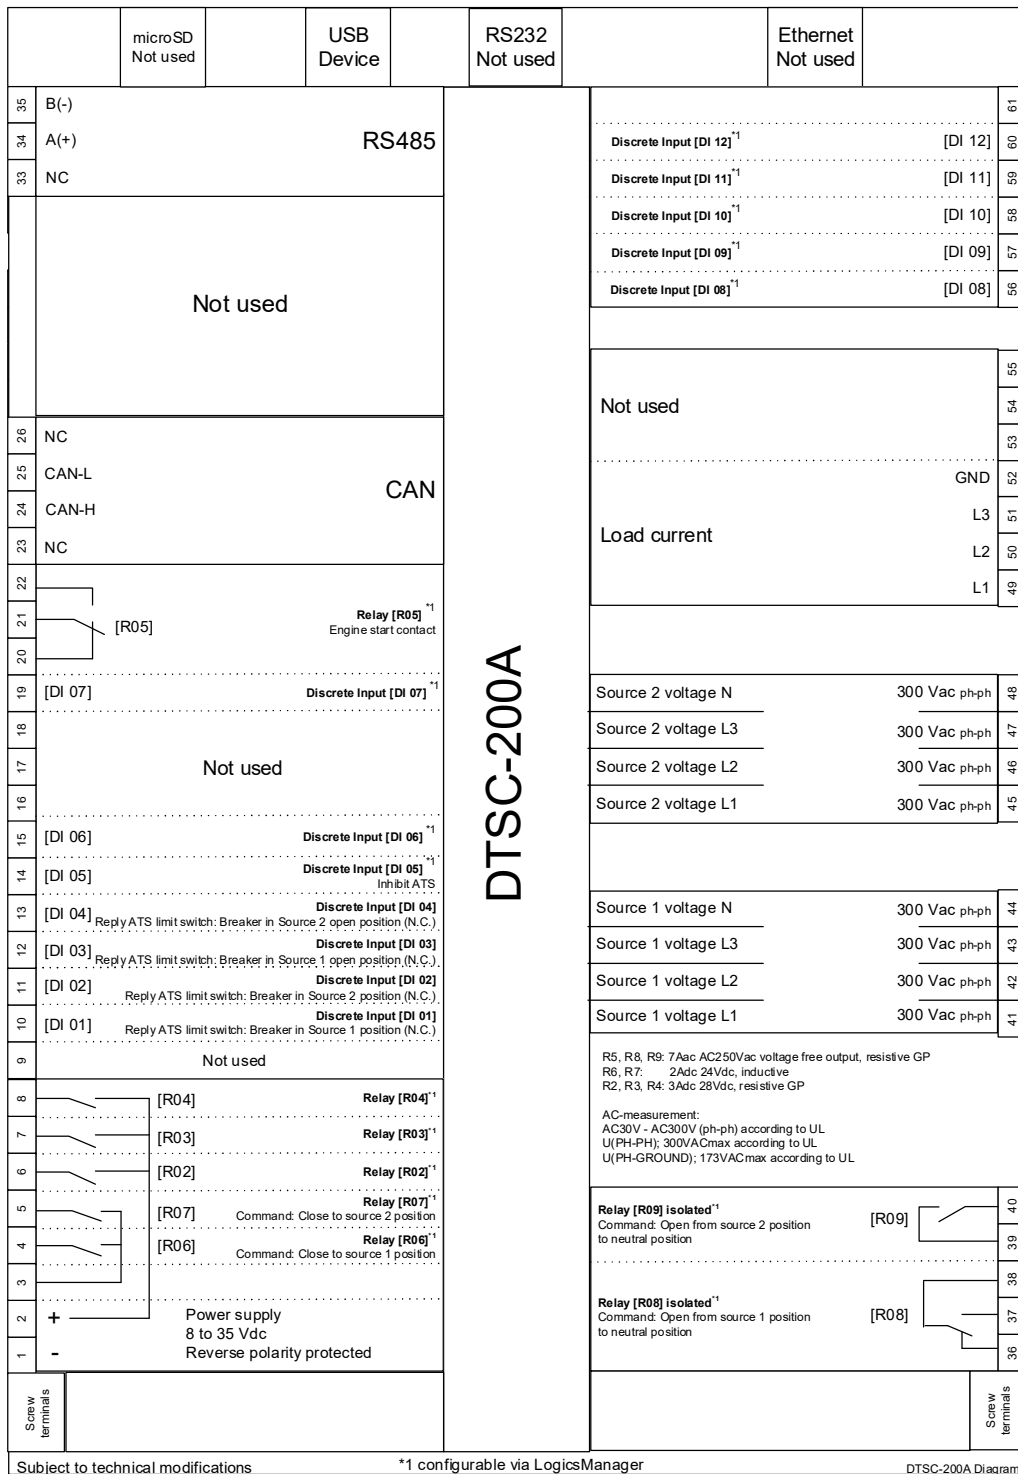 microSD
Not used
USB
Device
RS232
Not used
Ethernet
Not used
35 B(-)
34 A(+) RS485
33 NC
Not used
26 NC
25 CAN-L
CAN
24 CAN-H
23 NC
22
21 [R05] Relay [R05] *1
Engine start contact
20
19 [DI 07] Discrete Input [DI 07] *1
18
17 Not used
16
15 [DI 06] Discrete Input [DI 06] *1
14 [DI 05] Discrete Input [DI 05] *1
Inhibit ATS
13 [DI 04] Discrete Input [DI 04]
Reply ATS limit switch: Breaker in Source 2 open position (N.C.)
12 [DI 03] Discrete Input [DI 03]
Reply ATS limit switch: Breaker in Source 1 open position (N.C.)
11 [DI 02] Discrete Input [DI 02]
Reply ATS limit switch: Breaker in Source 2 position (N.C.)
10 [DI 01] Discrete Input [DI 01]
Reply ATS limit switch: Breaker in Source 1 position (N.C.)
9 Not used
8 [R04] Relay [R04]*1
7 [R03] Relay [R03]*1
6 [R02] Relay [R02]*1
5 [R07] Relay [R07]*1
Command: Close to source 2 position
4 [R06] Relay [R06]*1
Command: Close to source 1 position
3
2 + Power supply
8 to 35 Vdc
1 - Reverse polarity protected
Screw
terminals
DTSC-200A
61
Discrete Input [DI 12]*1 [DI 12] 60
Discrete Input [DI 11]*1 [DI 11] 59
Discrete Input [DI 10]*1 [DI 10] 58
Discrete Input [DI 09]*1 [DI 09] 57
Discrete Input [DI 08]*1 [DI 08] 56
55
Not used 54
53
GND 52
L3 51
Load current
L2 50
L1 49
Source 2 voltage N 300 Vac ph-ph 48
Source 2 voltage L3 300 Vac ph-ph 47
Source 2 voltage L2 300 Vac ph-ph 46
Source 2 voltage L1 300 Vac ph-ph 45
Source 1 voltage N 300 Vac ph-ph 44
Source 1 voltage L3 300 Vac ph-ph 43
Source 1 voltage L2 300 Vac ph-ph 42
Source 1 voltage L1 300 Vac ph-ph 41
R5, R8, R9: 7Aac AC250Vac voltage free output, resistive GP
R6, R7: 2Adc 24Vdc, inductive
R2, R3, R4: 3Adc 28Vdc, resistive GP
AC-measurement:
AC30V - AC300V (ph-ph) according to UL
U(PH-PH); 300VACmax according to UL
U(PH-GROUND); 173VACmax according to UL
Relay [R09] isolated*1 40
Command: Open from source 2 position [R09]
to neutral position 39
38
Relay [R08] isolated*1
Command: Open from source 1 position [R08] 37
to neutral position
36
Screw
terminals
Subject to technical modifications *1 configurable via LogicsManager DTSC-200A Diagram